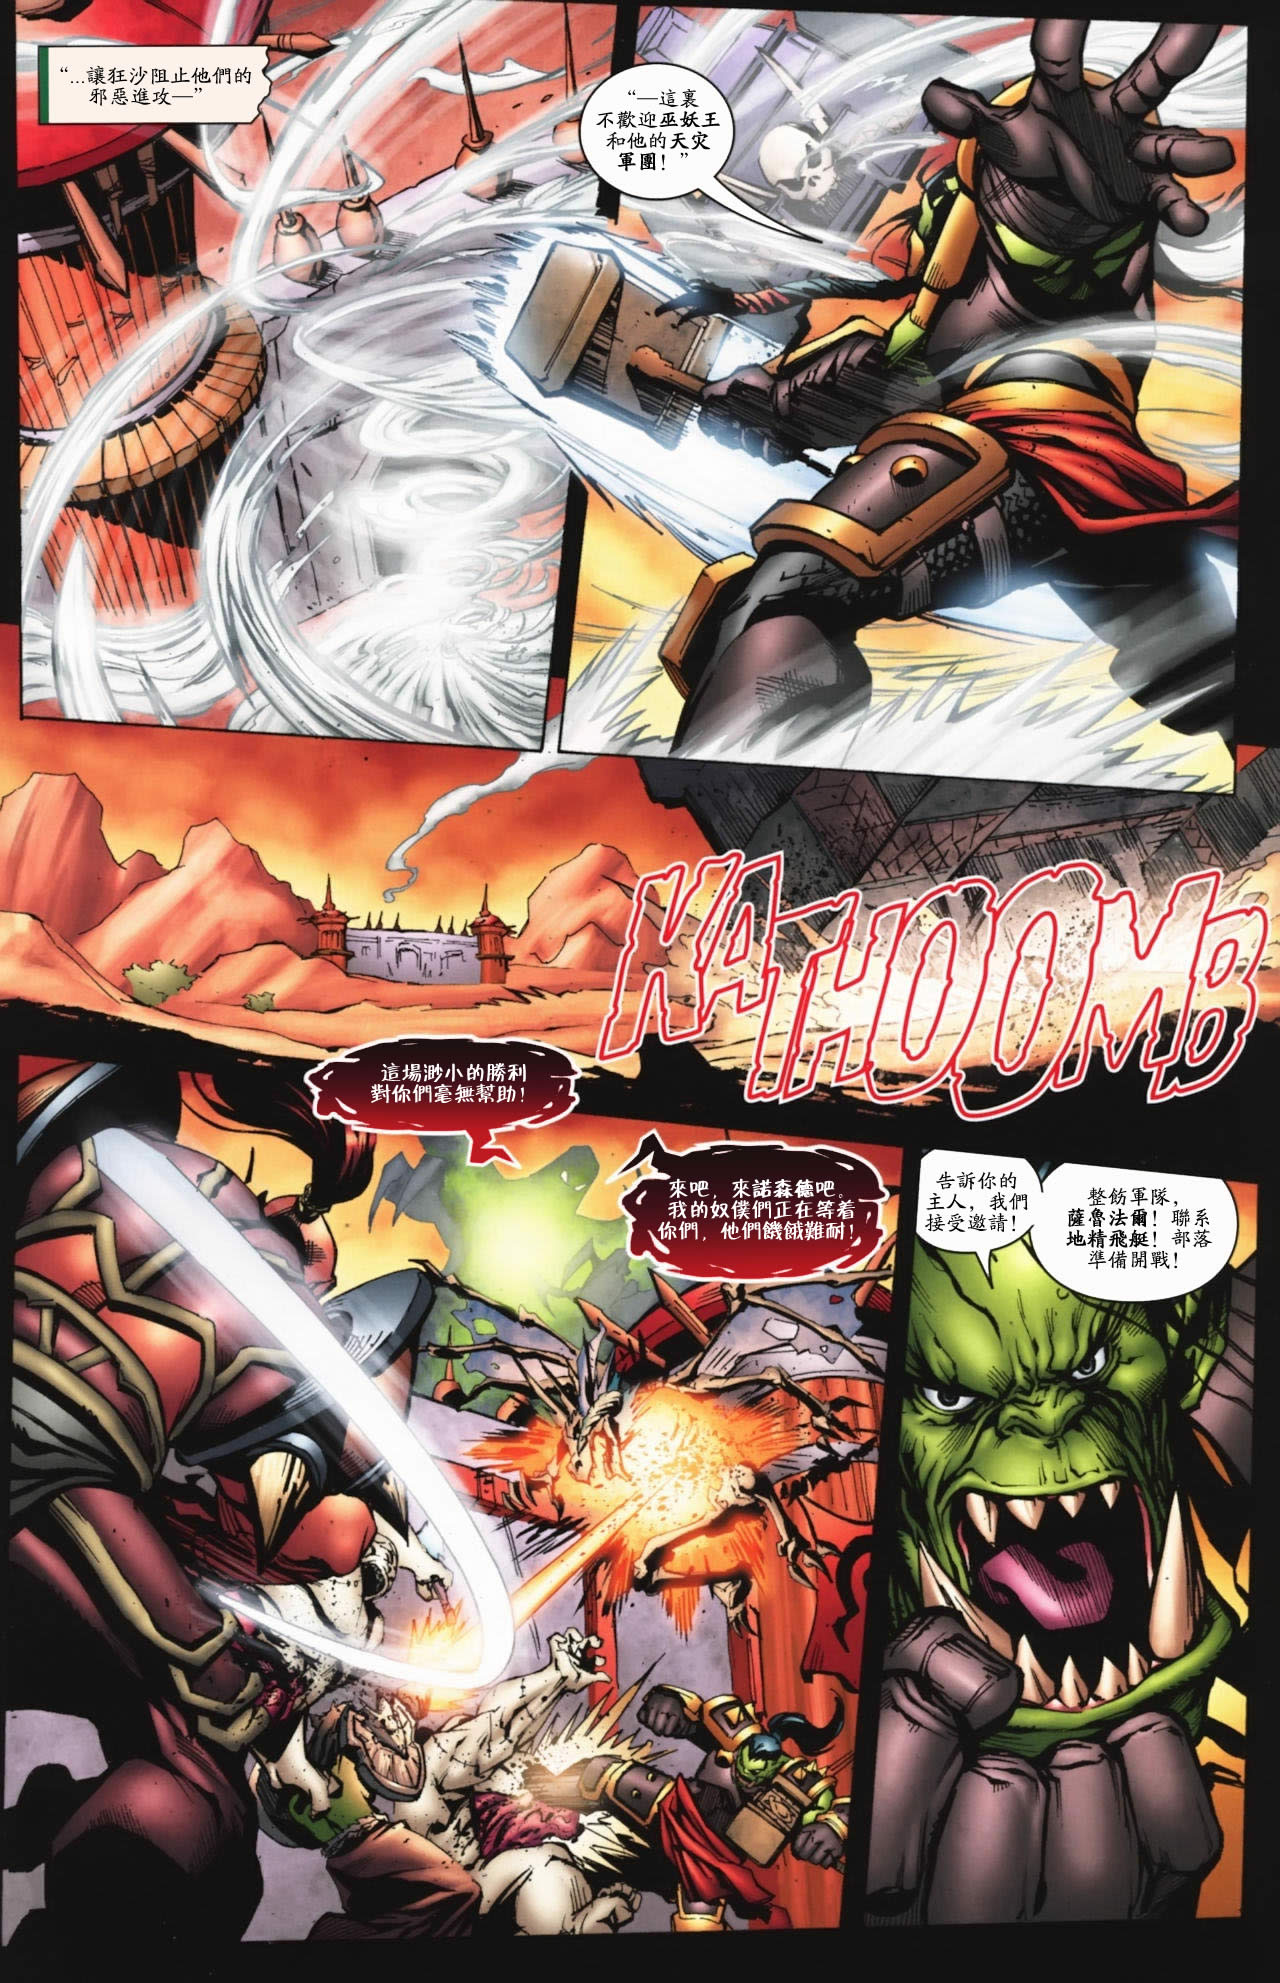 “…讓狂沙阻止他們的
邪惡進攻—”
“—這裏
不歡迎巫妖王
和他的天灾
軍團！”
KATHOOMB
這場渺小的勝利
對你們毫無幫助！
來吧，來諾森德吧。
我的奴僕們正在等着
你們，他們饑餓難耐！
告訴你的
主人，我們
接受邀請！
整飭軍隊，
薩魯法爾！聯系
地精飛艇！部落
準備開戰！